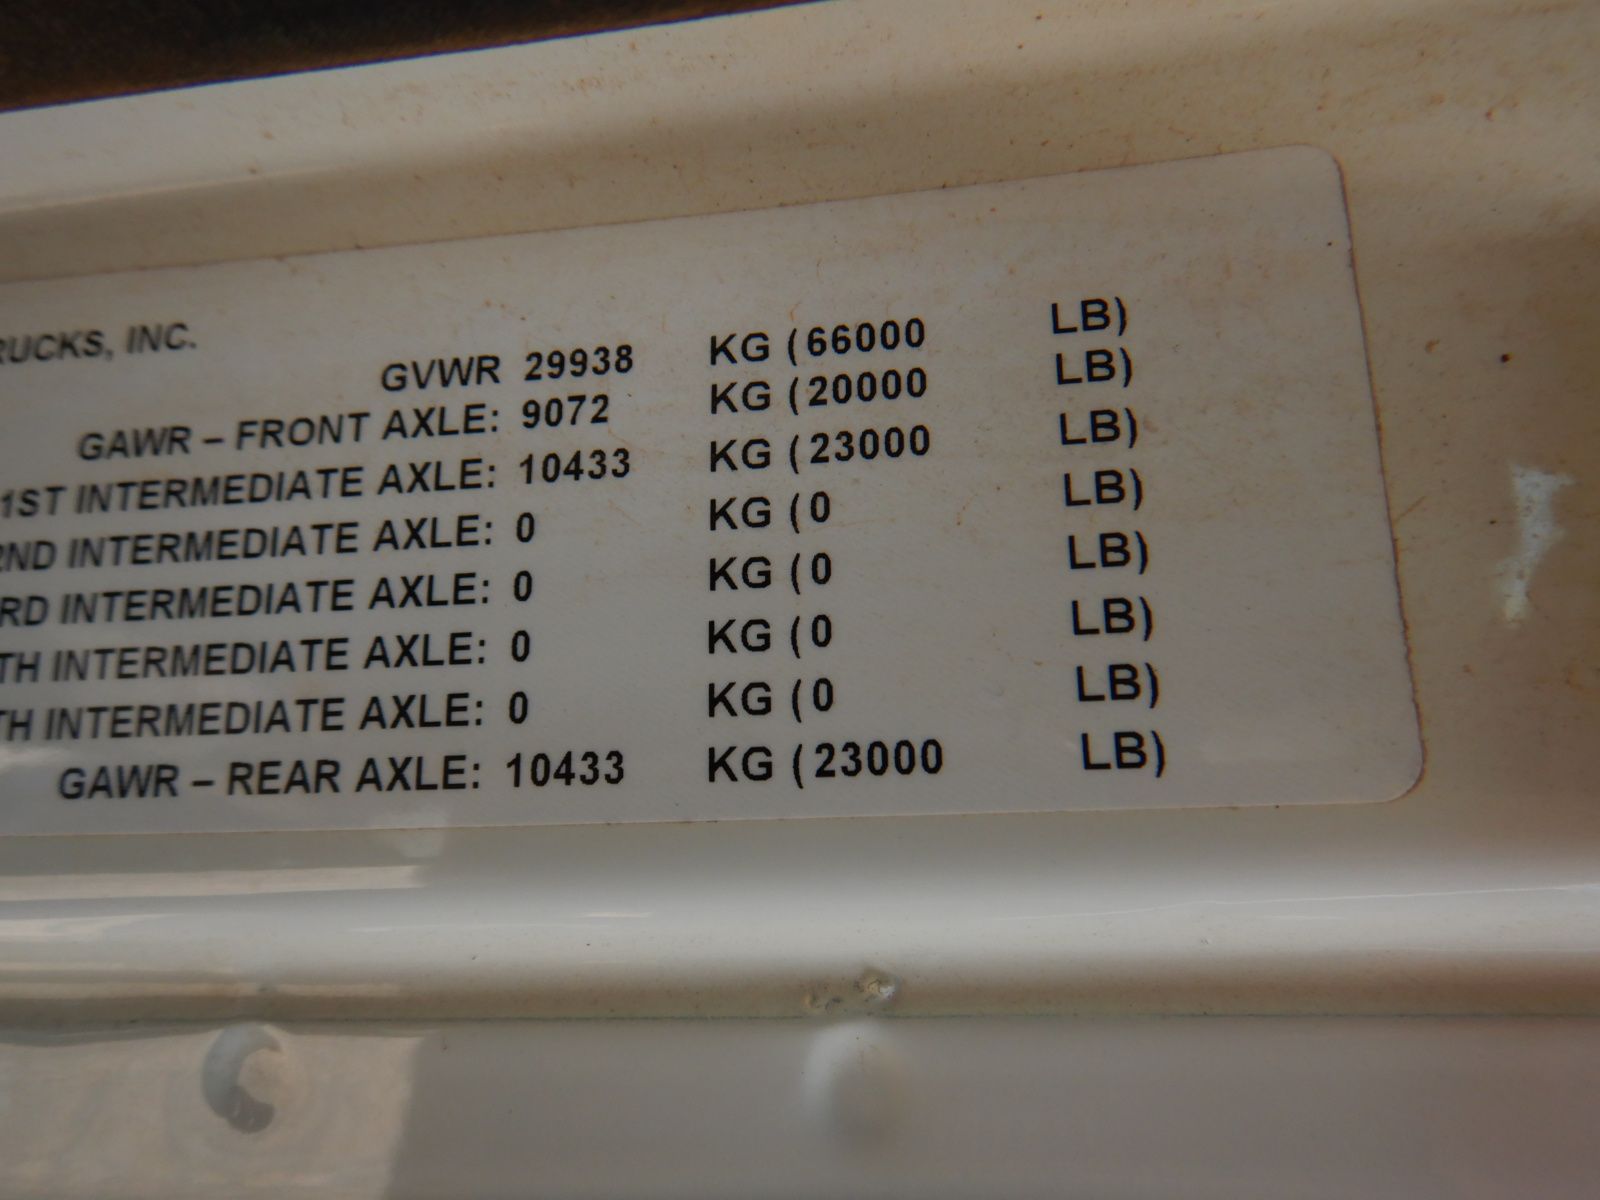 RUCKS, INC.
GVWR 29938 KG (66000 LB)
GAWR – FRONT AXLE: 9072 KG (20000 LB)
1ST INTERMEDIATE AXLE: 10433 KG (23000 LB)
2ND INTERMEDIATE AXLE: 0 KG (0 LB)
RD INTERMEDIATE AXLE: 0 KG (0 LB)
TH INTERMEDIATE AXLE: 0 KG (0 LB)
TH INTERMEDIATE AXLE: 0 KG (0 LB)
GAWR – REAR AXLE: 10433 KG (23000 LB)